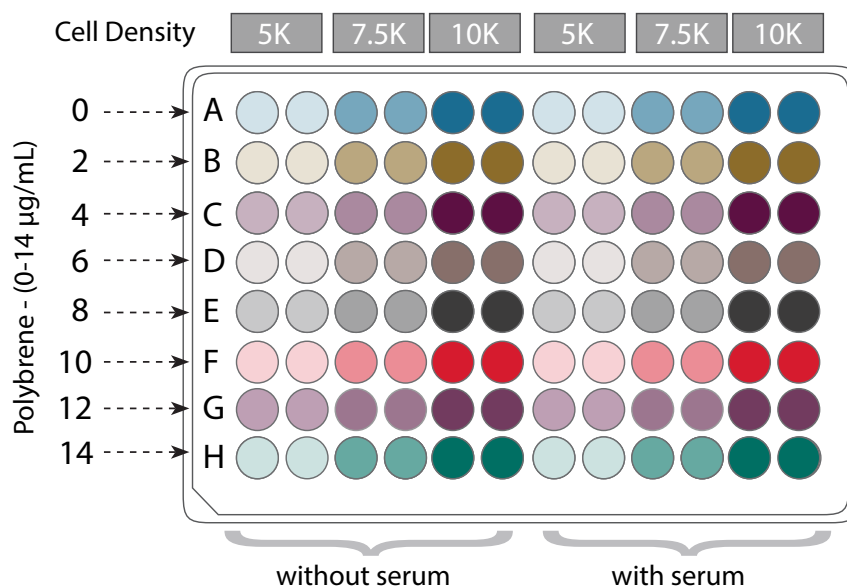 Cell Density 5K 7.5K 10K 5K 7.5K 10K
Polybrene - (0-14 µg/mL)
0 A
2 B
4 C
6 D
8 E
10 F
12 G
14 H
without serum with serum